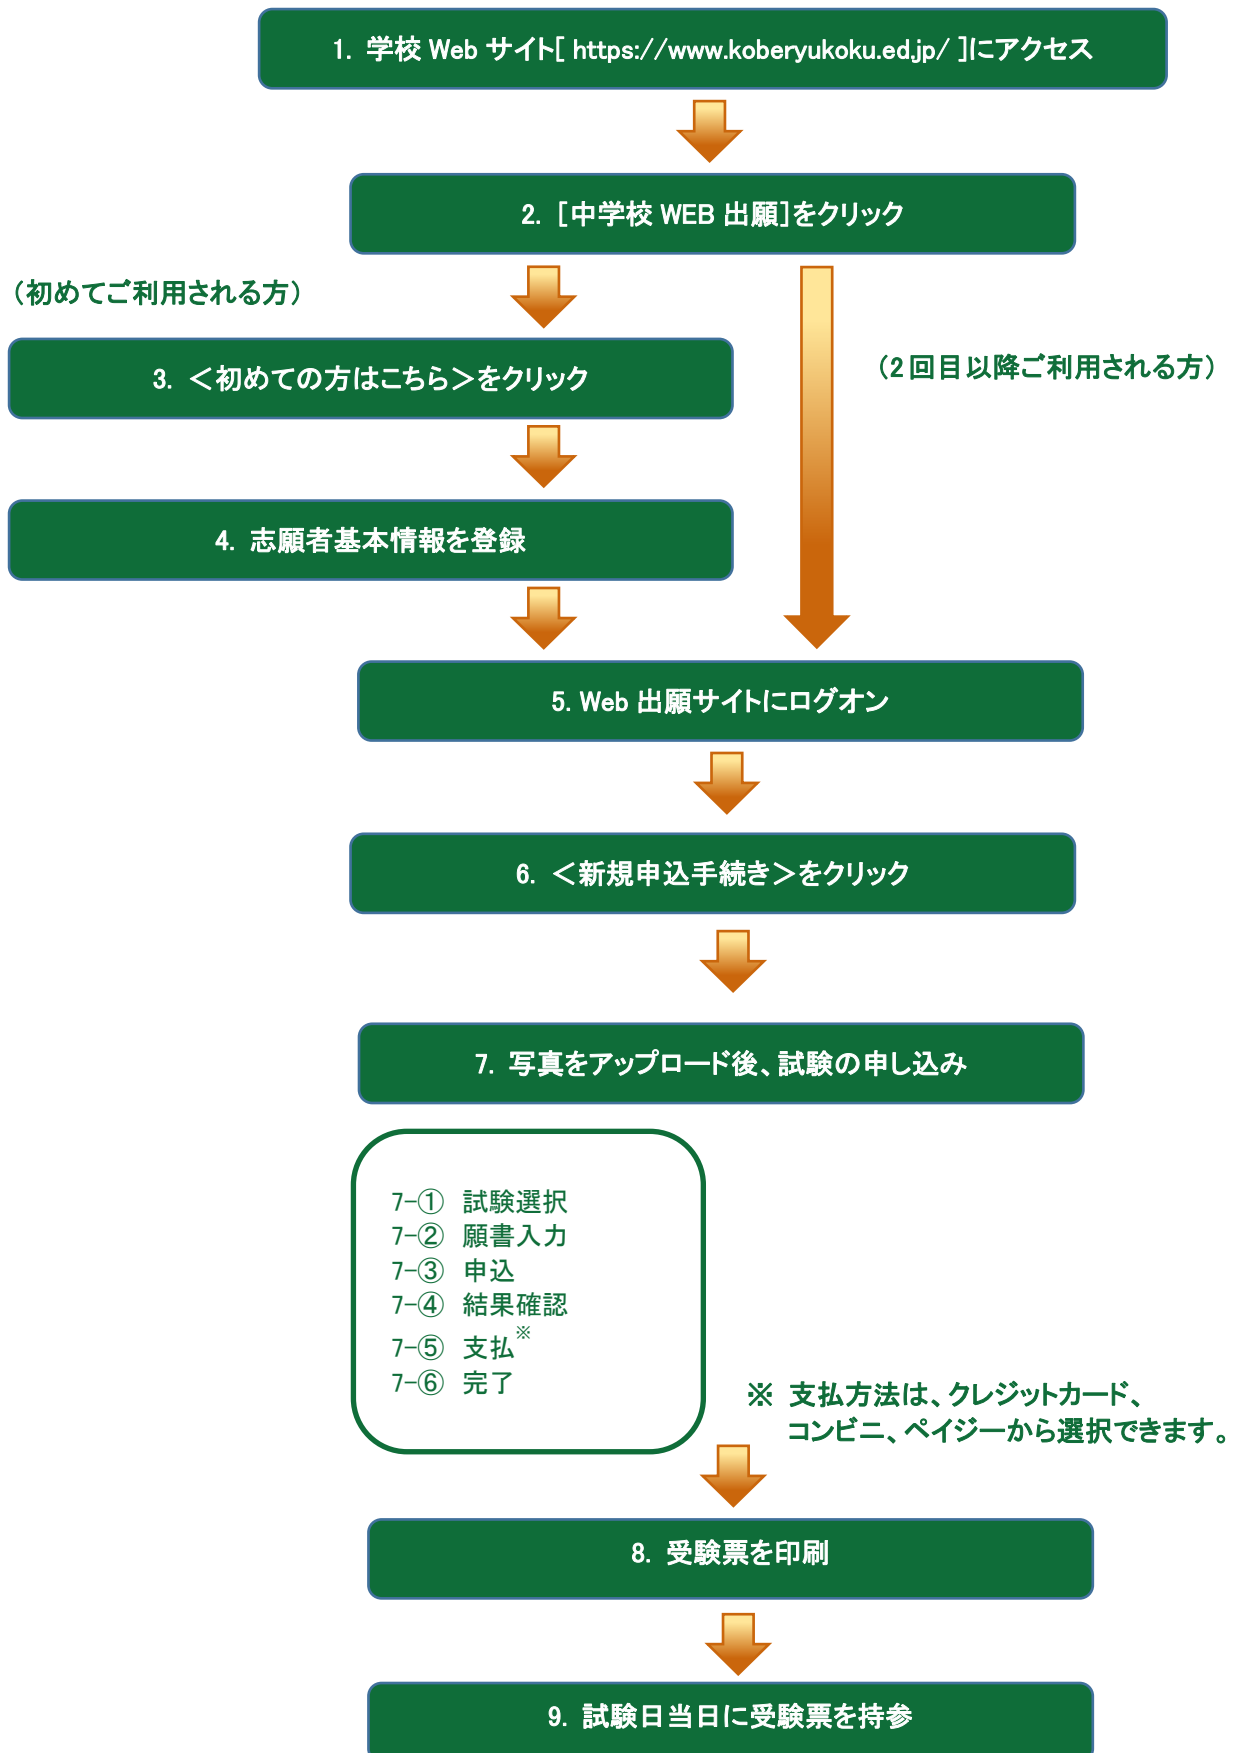 1. 学校 Web サイト[ https://www.koberyukoku.ed.jp/ ]にアクセス
2. [中学校 WEB 出願]をクリック
（初めてご利用される方）
3. ＜初めての方はこちら＞をクリック
（2 回目以降ご利用される方）
4. 志願者基本情報を登録
5. Web 出願サイトにログオン
6. ＜新規申込手続き＞をクリック
7. 写真をアップロード後、試験の申し込み
7-① 試験選択
7-② 願書入力
7-③ 申込
7-④ 結果確認
7-⑤ 支払※
7-⑥ 完了
※ 支払方法は、クレジットカード、
コンビニ、ペイジーから選択できます。
8. 受験票を印刷
9. 試験日当日に受験票を持参